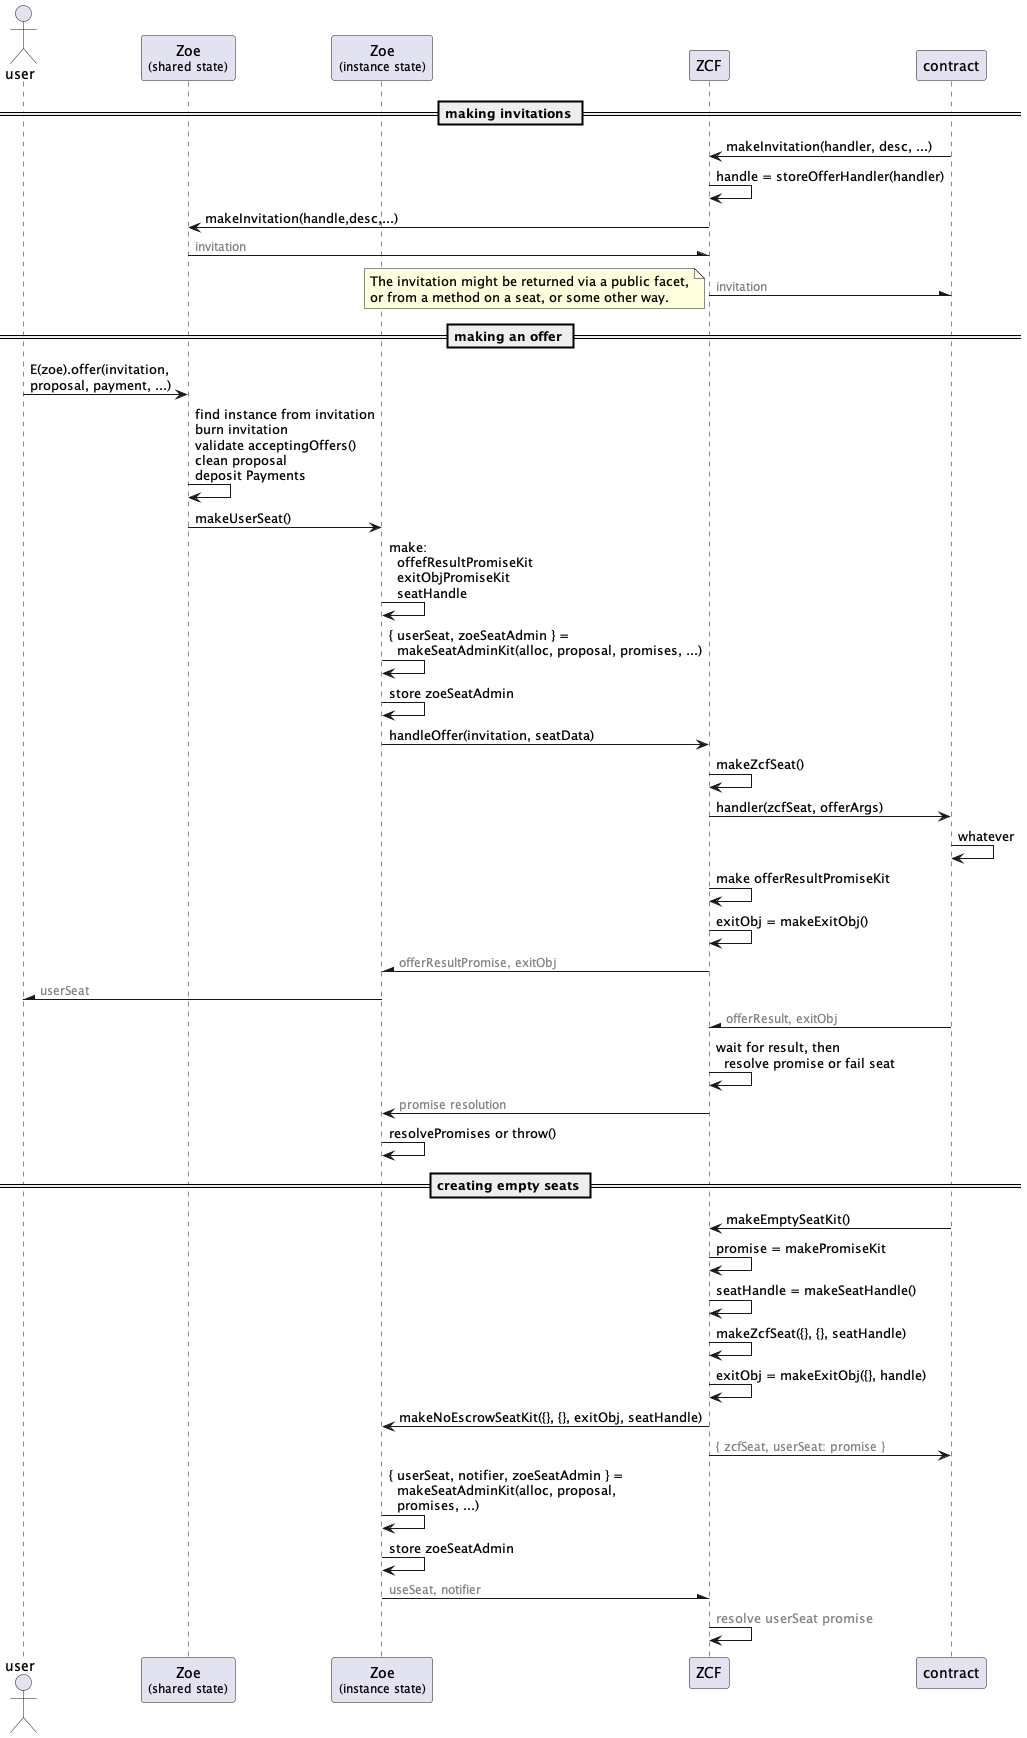 user
Zoe
(shared state)
Zoe
(instance state)
ZCF
contract
making invitations
makeInvitation(handler, desc, ...)
handle = storeOfferHandler(handler)
makeInvitation(handle,desc,...)
invitation
The invitation might be returned via a public facet,
or from a method on a seat, or some other way.
invitation
making an offer
E(zoe).offer(invitation,
proposal, payment, ...)
find instance from invitation
burn invitation
validate acceptingOffers()
clean proposal
deposit Payments
makeUserSeat()
make:
offefResultPromiseKit
exitObjPromiseKit
seatHandle
{ userSeat, zoeSeatAdmin } =
makeSeatAdminKit(alloc, proposal, promises, ...)
store zoeSeatAdmin
handleOffer(invitation, seatData)
makeZcfSeat()
handler(zcfSeat, offerArgs)
whatever
make offerResultPromiseKit
exitObj = makeExitObj()
offerResultPromise, exitObj
userSeat
offerResult, exitObj
wait for result, then
resolve promise or fail seat
promise resolution
resolvePromises or throw()
creating empty seats
makeEmptySeatKit()
promise = makePromiseKit
seatHandle = makeSeatHandle()
makeZcfSeat({}, {}, seatHandle)
exitObj = makeExitObj({}, handle)
makeNoEscrowSeatKit({}, {}, exitObj, seatHandle)
{ zcfSeat, userSeat: promise }
{ userSeat, notifier, zoeSeatAdmin } =
makeSeatAdminKit(alloc, proposal,
promises, ...)
store zoeSeatAdmin
useSeat, notifier
resolve userSeat promise
user
Zoe
(shared state)
Zoe
(instance state)
ZCF
contract